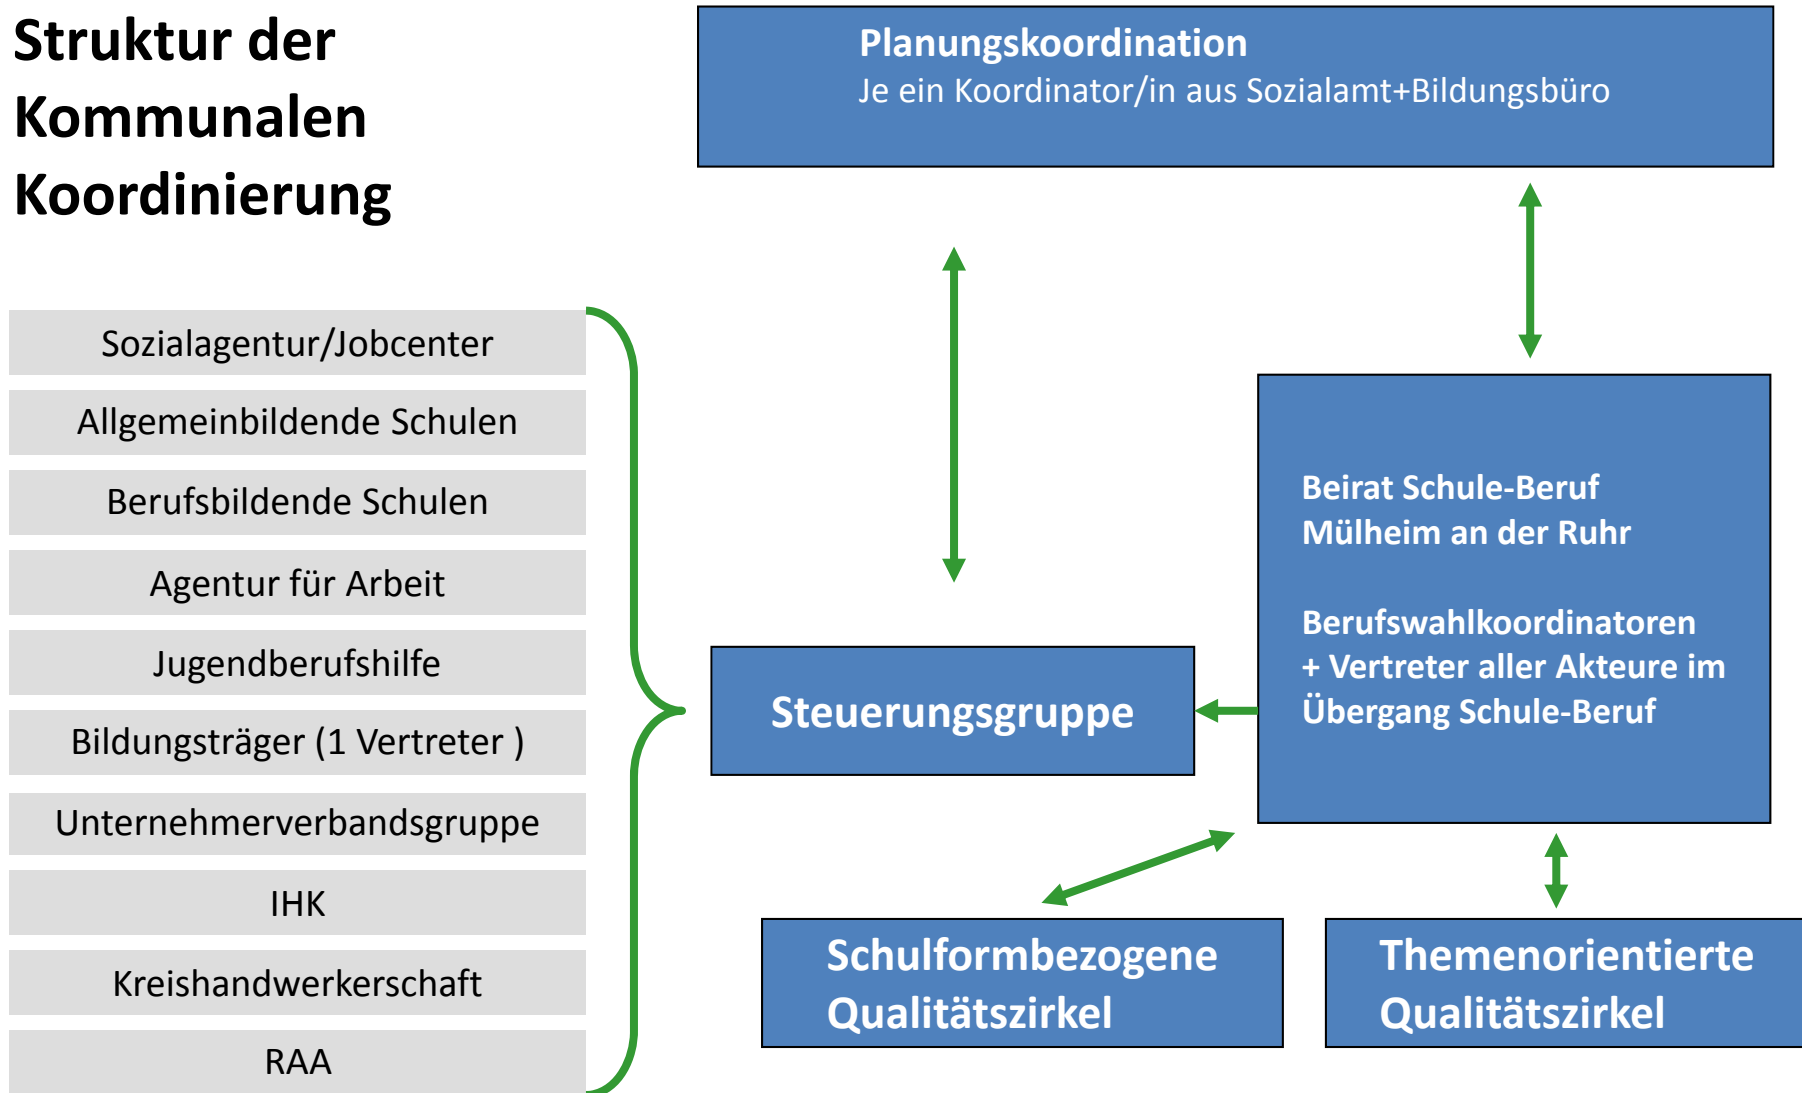 Struktur der
Kommunalen
Koordinierung
Planungskoordination
Je ein Koordinator/in aus Sozialamt+Bildungsbüro
Sozialagentur/Jobcenter
Allgemeinbildende Schulen
Berufsbildende Schulen
Agentur für Arbeit
Jugendberufshilfe
Bildungsträger (1 Vertreter )
Unternehmerverbandsgruppe
IHK
Kreishandwerkerschaft
RAA
Steuerungsgruppe
Beirat Schule-Beruf
Mülheim an der Ruhr
Berufswahlkoordinatoren
+ Vertreter aller Akteure im
Übergang Schule-Beruf
Schulformbezogene
Qualitätszirkel
Themenorientierte
Qualitätszirkel